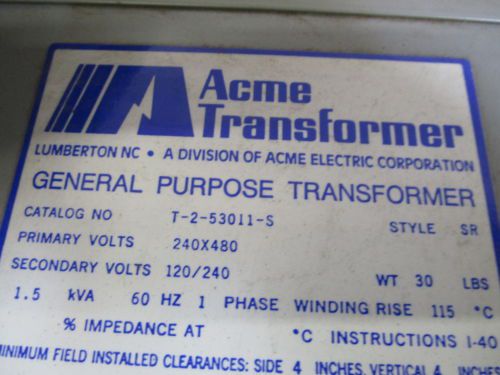 Acme
Transformer
LUMBERTON NC • A DIVISION OF ACME ELECTRIC CORPORATION
GENERAL PURPOSE TRANSFORMER
CATALOG NO T-2-53011-S STYLE SR
PRIMARY VOLTS 240X480
SECONDARY VOLTS 120/240 WT 30 LBS
1.5 kVA 60 HZ 1 PHASE WINDING RISE 115 °C
% IMPEDANCE AT °C INSTRUCTIONS I-40
MINIMUM FIELD INSTALLED CLEARANCES: SIDE 4 INCHES, VERTICAL 4 INCHES